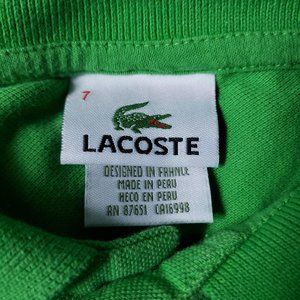 7
LACOSTE
DESIGNED IN FRANCE
MADE IN PERU
HECO EN PERU
RN 87651 CA16998